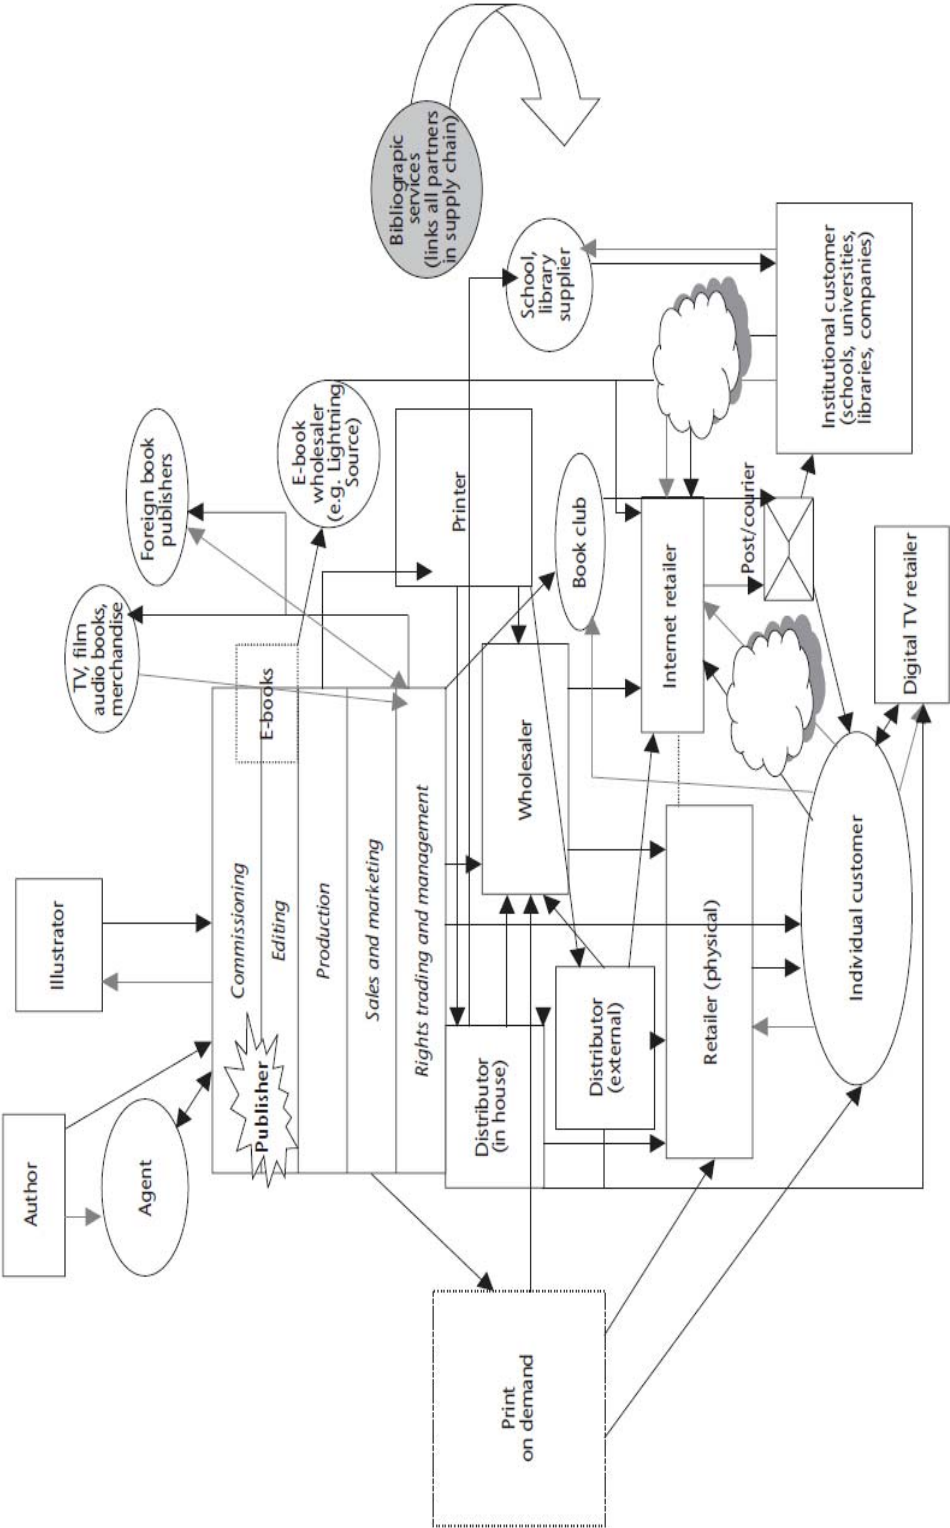 Author
Agent
Illustrator
TV, film
audio books,
merchandise
Foreign book
publishers
Publisher
Commissioning
Editing
E-books
Production
Sales and marketing
Rights trading and management
E-book
wholesaler
(e.g. Lightning
Source)
Bibliograpic
services
(links all partners
in supply chain)
Printer
Print
on demand
Distributor
(in house)
Wholesaler
Book club
School,
library
supplier
Distributor
(external)
Internet retailer
Retailer (physical)
Post/courier
Individual customer
Digital TV retailer
Institutional customer
(schools, universities,
libraries, companies)